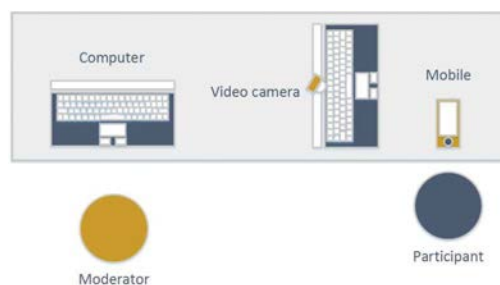 Computer
Video camera
Mobile
Moderator
Participant